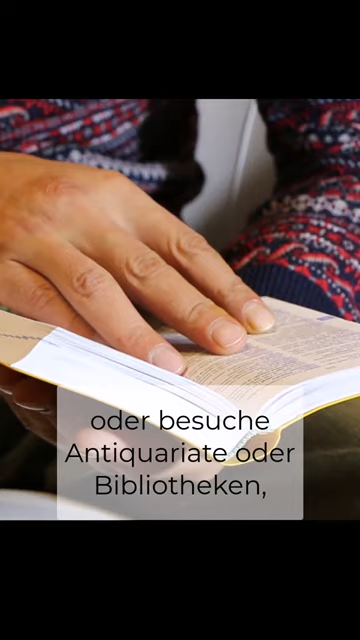 oder besuche
Antiquariate oder
Bibliotheken,